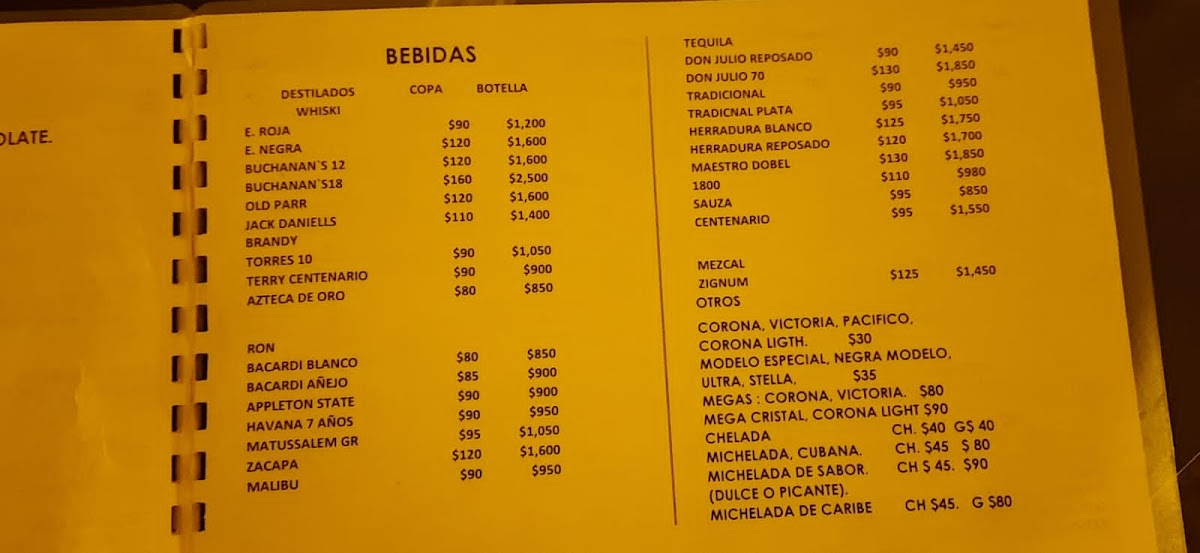 OLATE.
BEBIDAS
DESTILADOS COPA BOTELLA
WHISKI
E. ROJA $90 $1,200
E. NEGRA $120 $1,600
BUCHANAN`S 12 $120 $1,600
BUCHANAN`S18 $160 $2,500
OLD PARR $120 $1,600
JACK DANIELLS $110 $1,400
BRANDY
TORRES 10 $90 $1,050
TERRY CENTENARIO $90 $900
AZTECA DE ORO $80 $850
RON
BACARDI BLANCO $80 $850
BACARDI AÑEJO $85 $900
APPLETON STATE $90 $900
HAVANA 7 AÑOS $90 $950
MATUSSALEM GR $95 $1,050
ZACAPA $120 $1,600
MALIBU $90 $950
TEQUILA
DON JULIO REPOSADO $90 $1,450
DON JULIO 70 $130 $1,850
TRADICIONAL $90 $950
TRADICNAL PLATA $95 $1,050
HERRADURA BLANCO $125 $1,750
HERRADURA REPOSADO $120 $1,700
MAESTRO DOBEL $130 $1,850
1800 $110 $980
SAUZA $95 $850
CENTENARIO $95 $1,550
MEZCAL
ZIGNUM $125 $1,450
OTROS
CORONA, VICTORIA, PACIFICO,
CORONA LIGTH. $30
MODELO ESPECIAL, NEGRA MODELO,
ULTRA, STELLA, $35
MEGAS : CORONA, VICTORIA. $80
MEGA CRISTAL, CORONA LIGHT $90
CHELADA CH. $40 G$ 40
MICHELADA, CUBANA. CH. $45 $ 80
MICHELADA DE SABOR. CH $ 45. $90
(DULCE O PICANTE).
MICHELADA DE CARIBE CH $45. G $80